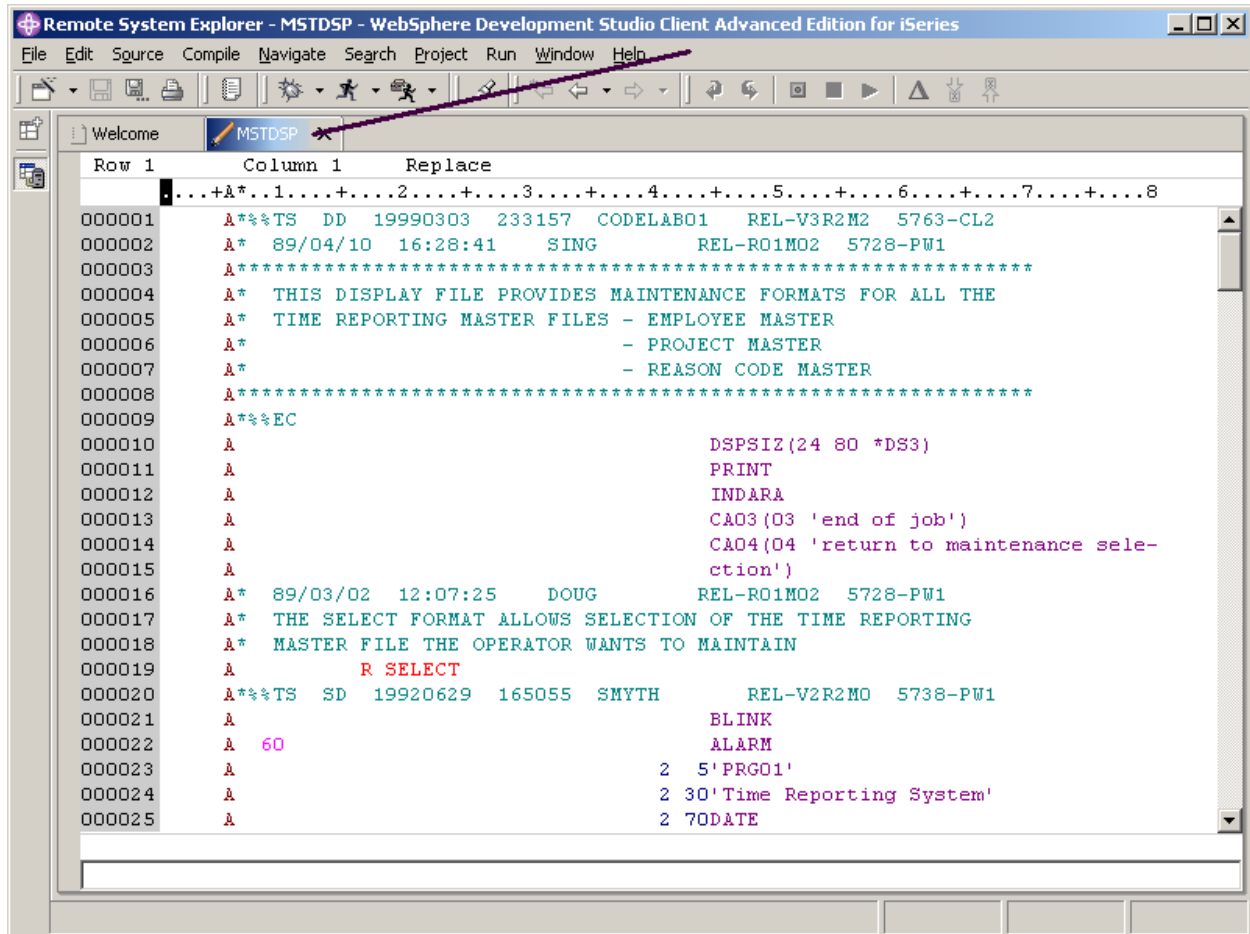 Remote System Explorer - MSTDSP - WebSphere Development Studio Client Advanced Edition for iSeries
File Edit Source Compile Navigate Search Project Run Window Help
Welcome MSTDSP
Row 1 Column 1 Replace
....+A*..1....+....2....+....3....+....4....+....5....+....6....+....7....+....8
000001 A*%%TS DD 19990303 233157 CODELAB01 REL-V3R2M2 5763-CL2
000002 A* 89/04/10 16:28:41 SING REL-R01M02 5728-PW1
000003 A****************************************************************
000004 A* THIS DISPLAY FILE PROVIDES MAINTENANCE FORMATS FOR ALL THE
000005 A* TIME REPORTING MASTER FILES - EMPLOYEE MASTER
000006 A* - PROJECT MASTER
000007 A* - REASON CODE MASTER
000008 A****************************************************************
000009 A*%%EC
000010 A DSPSIZ(24 80 *DS3)
000011 A PRINT
000012 A INDARA
000013 A CA03(03 'end of job')
000014 A CA04(04 'return to maintenance sele-
000015 A ction')
000016 A* 89/03/02 12:07:25 DOUG REL-R01M02 5728-PW1
000017 A* THE SELECT FORMAT ALLOWS SELECTION OF THE TIME REPORTING
000018 A* MASTER FILE THE OPERATOR WANTS TO MAINTAIN
000019 A R SELECT
000020 A*%%TS SD 19920629 165055 SMYTH REL-V2R2M0 5738-PW1
000021 A BLINK
000022 A 60 ALARM
000023 A 2 5'PRG01'
000024 A 2 30'Time Reporting System'
000025 A 2 70DATE